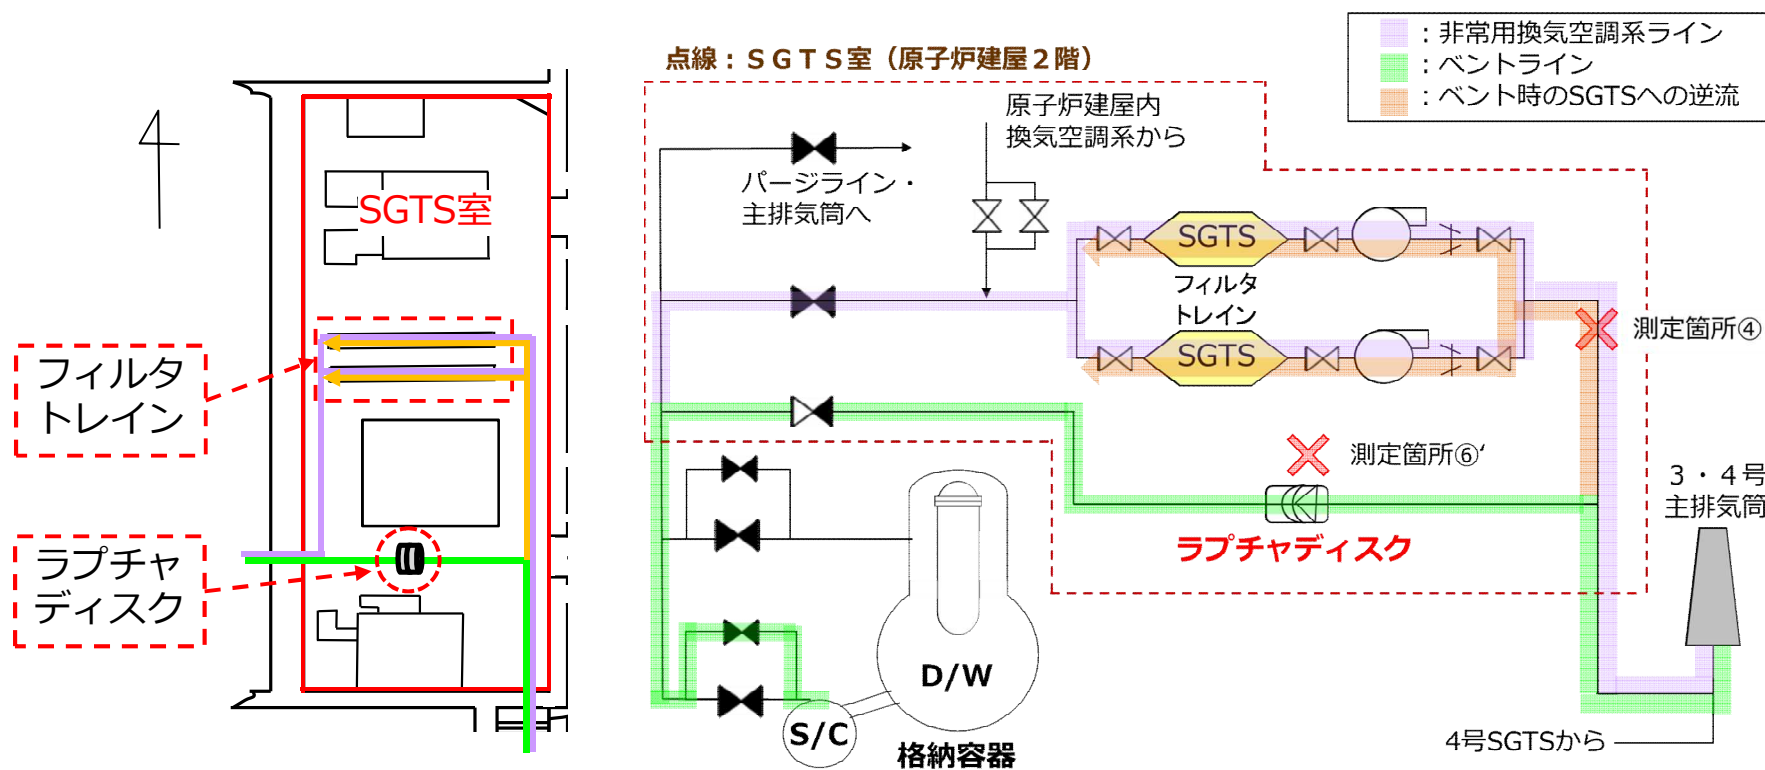 SGTS室
フィルタ
トレイン
ラプチャ
ディスク
点線：ＳＧＴＳ室（原子炉建屋２階）
：非常用換気空調系ライン
：ベントライン
：ベント時のSGTSへの逆流
原子炉建屋内
換気空調系から
パージライン・
主排気筒へ
SGTS
フィルタ
トレイン
SGTS
測定箇所④
測定箇所⑥‘
ラプチャディスク
３・４号
主排気筒
D/W
S/C
格納容器
4号SGTSから